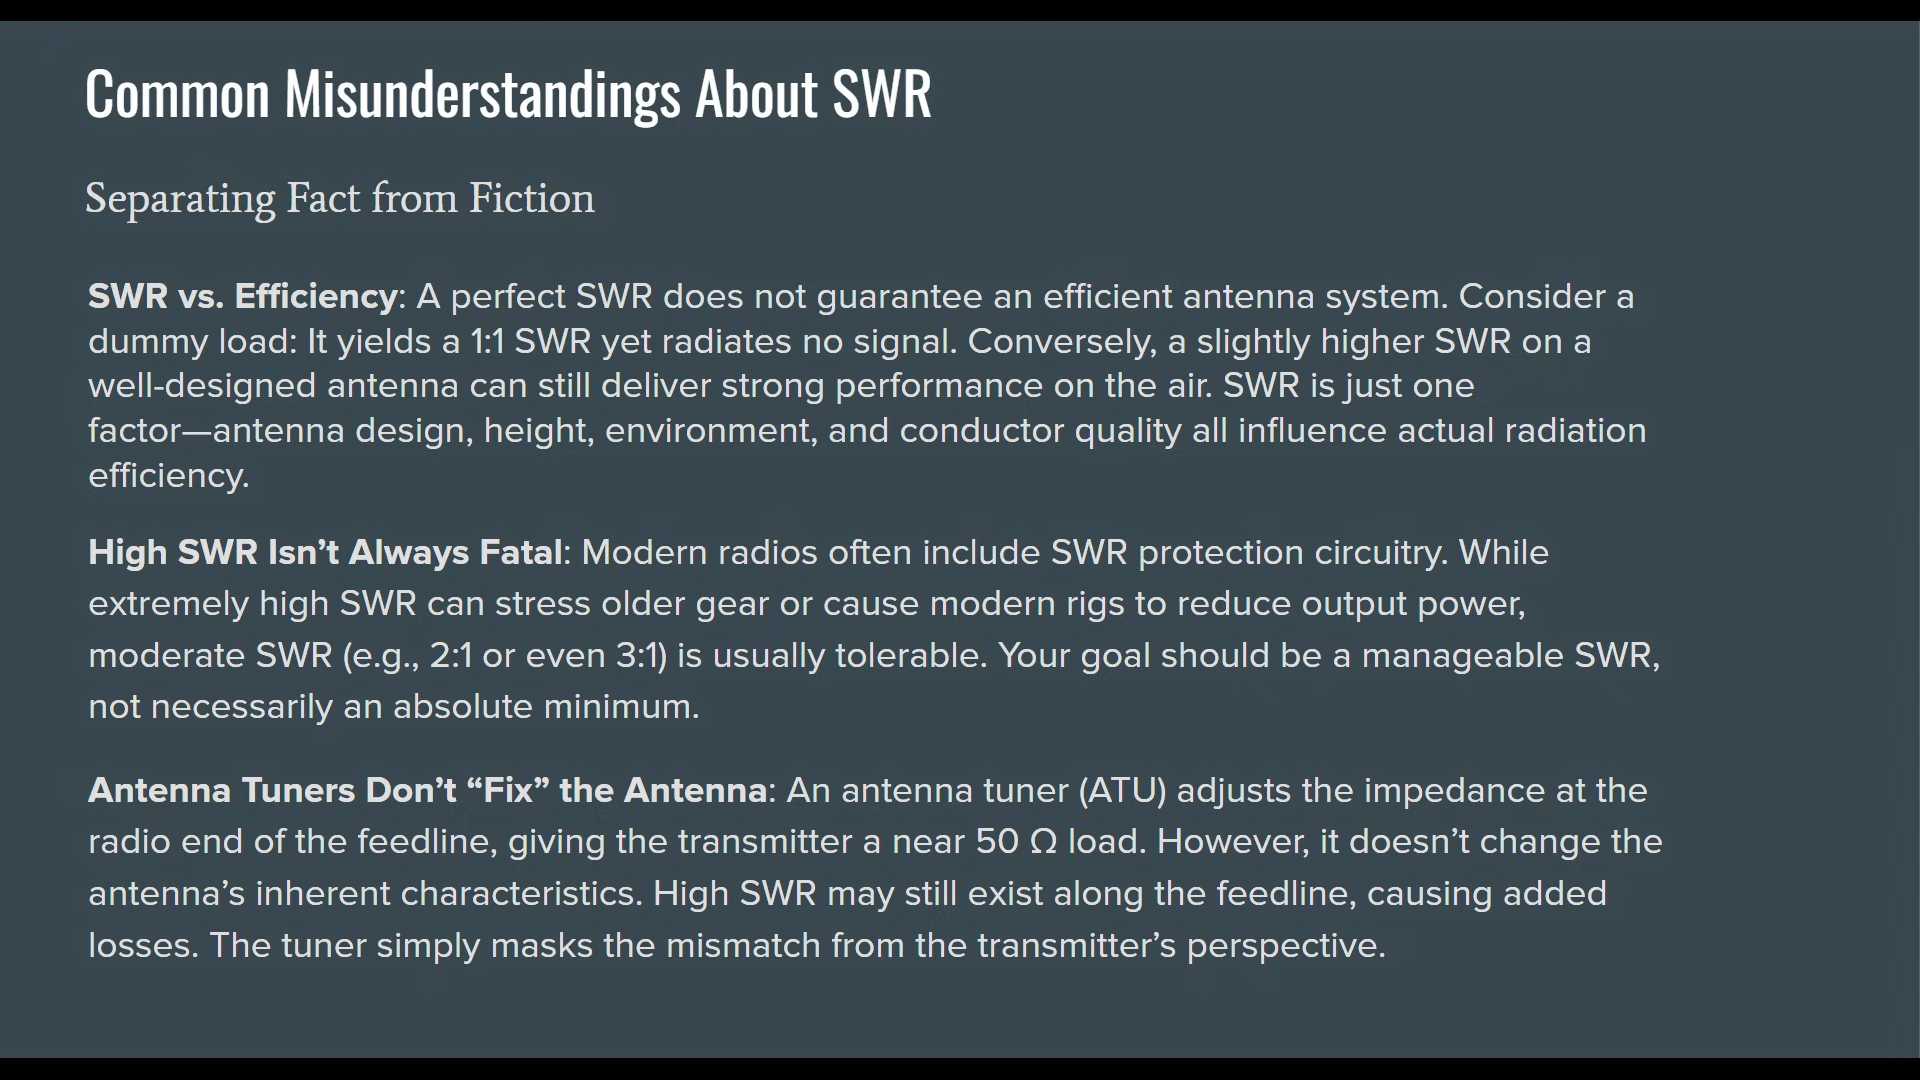 Common Misunderstandings About SWR
Separating Fact from Fiction
SWR vs. Efficiency: A perfect SWR does not guarantee an efficient antenna system. Consider a
dummy load: It yields a 1:1 SWR yet radiates no signal. Conversely, a slightly higher SWR on a
well-designed antenna can still deliver strong performance on the air. SWR is just one
factor—antenna design, height, environment, and conductor quality all influence actual radiation
efficiency.
High SWR Isn’t Always Fatal: Modern radios often include SWR protection circuitry. While
extremely high SWR can stress older gear or cause modern rigs to reduce output power,
moderate SWR (e.g., 2:1 or even 3:1) is usually tolerable. Your goal should be a manageable SWR,
not necessarily an absolute minimum.
Antenna Tuners Don’t “Fix” the Antenna: An antenna tuner (ATU) adjusts the impedance at the
radio end of the feedline, giving the transmitter a near 50 Ω load. However, it doesn’t change the
antenna’s inherent characteristics. High SWR may still exist along the feedline, causing added
losses. The tuner simply masks the mismatch from the transmitter’s perspective.